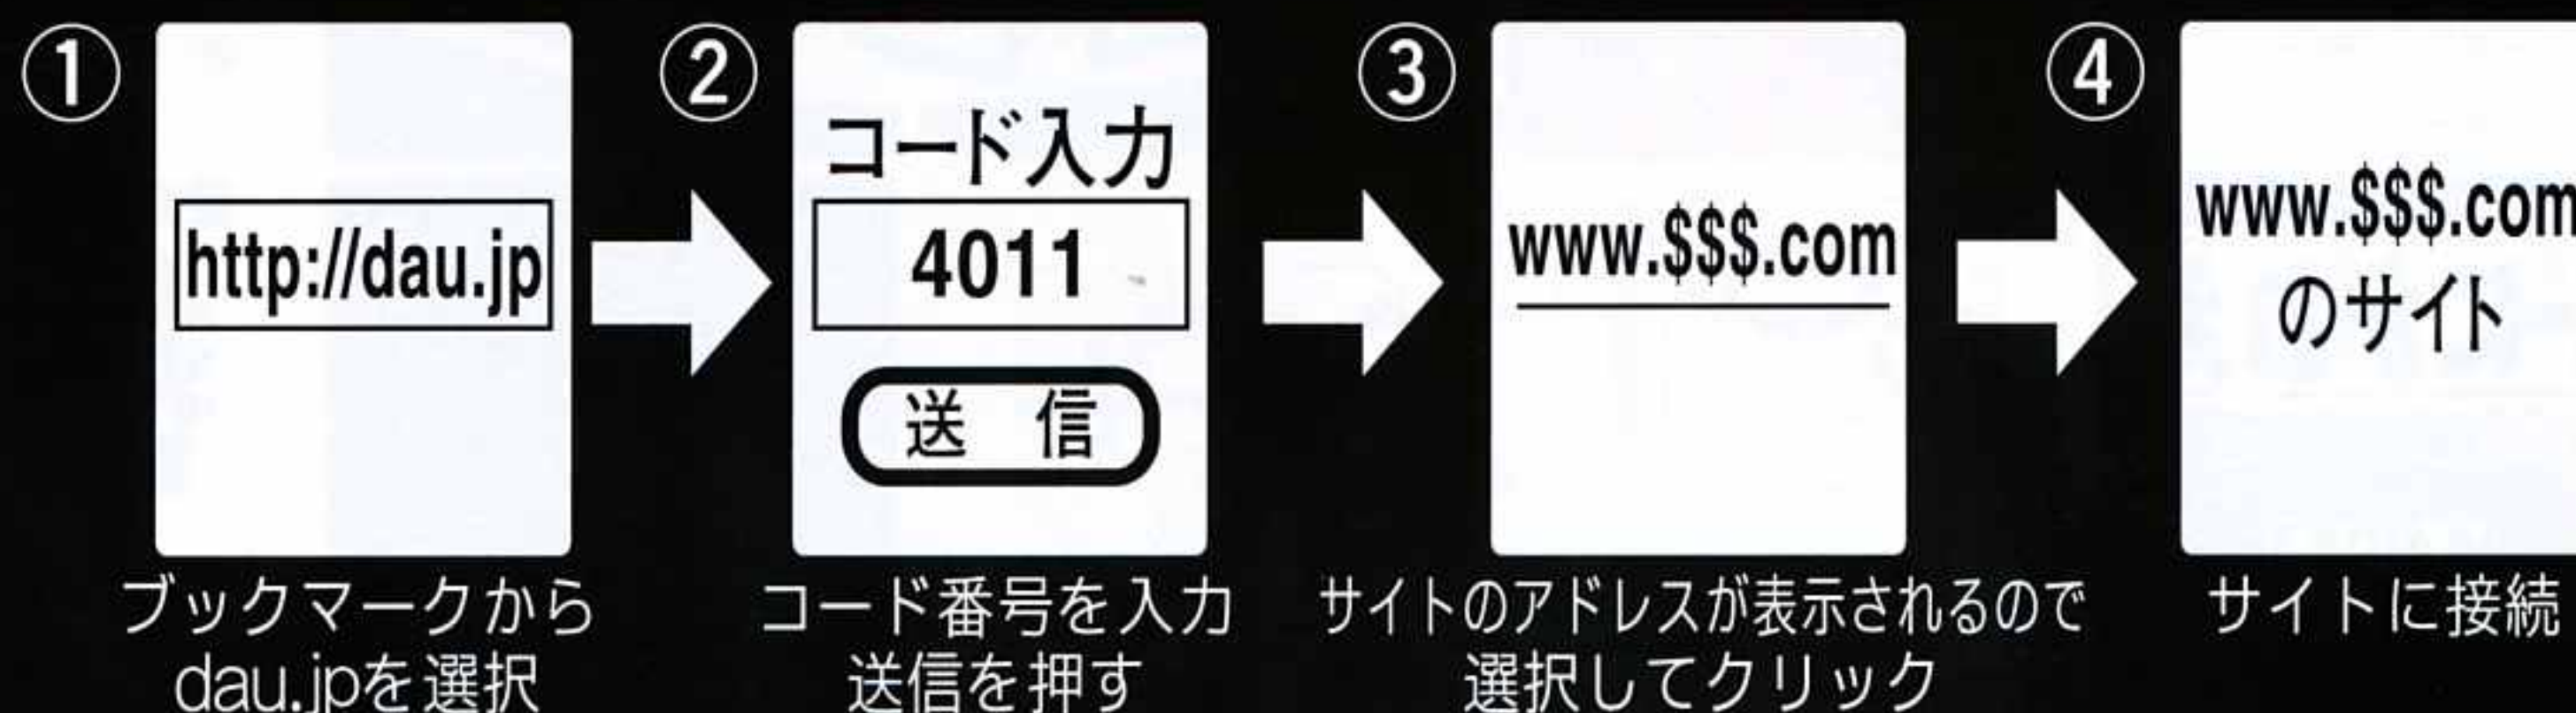 ①
http://dau.jp
ブックマークから
dau.jpを選択
②
コード入力
4011
送 信
コード番号を入力
送信を押す
③
www.$$$.com
サイトのアドレスが表示されるので
選択してクリック
④
www.$$$.com
のサイト
サイトに接続